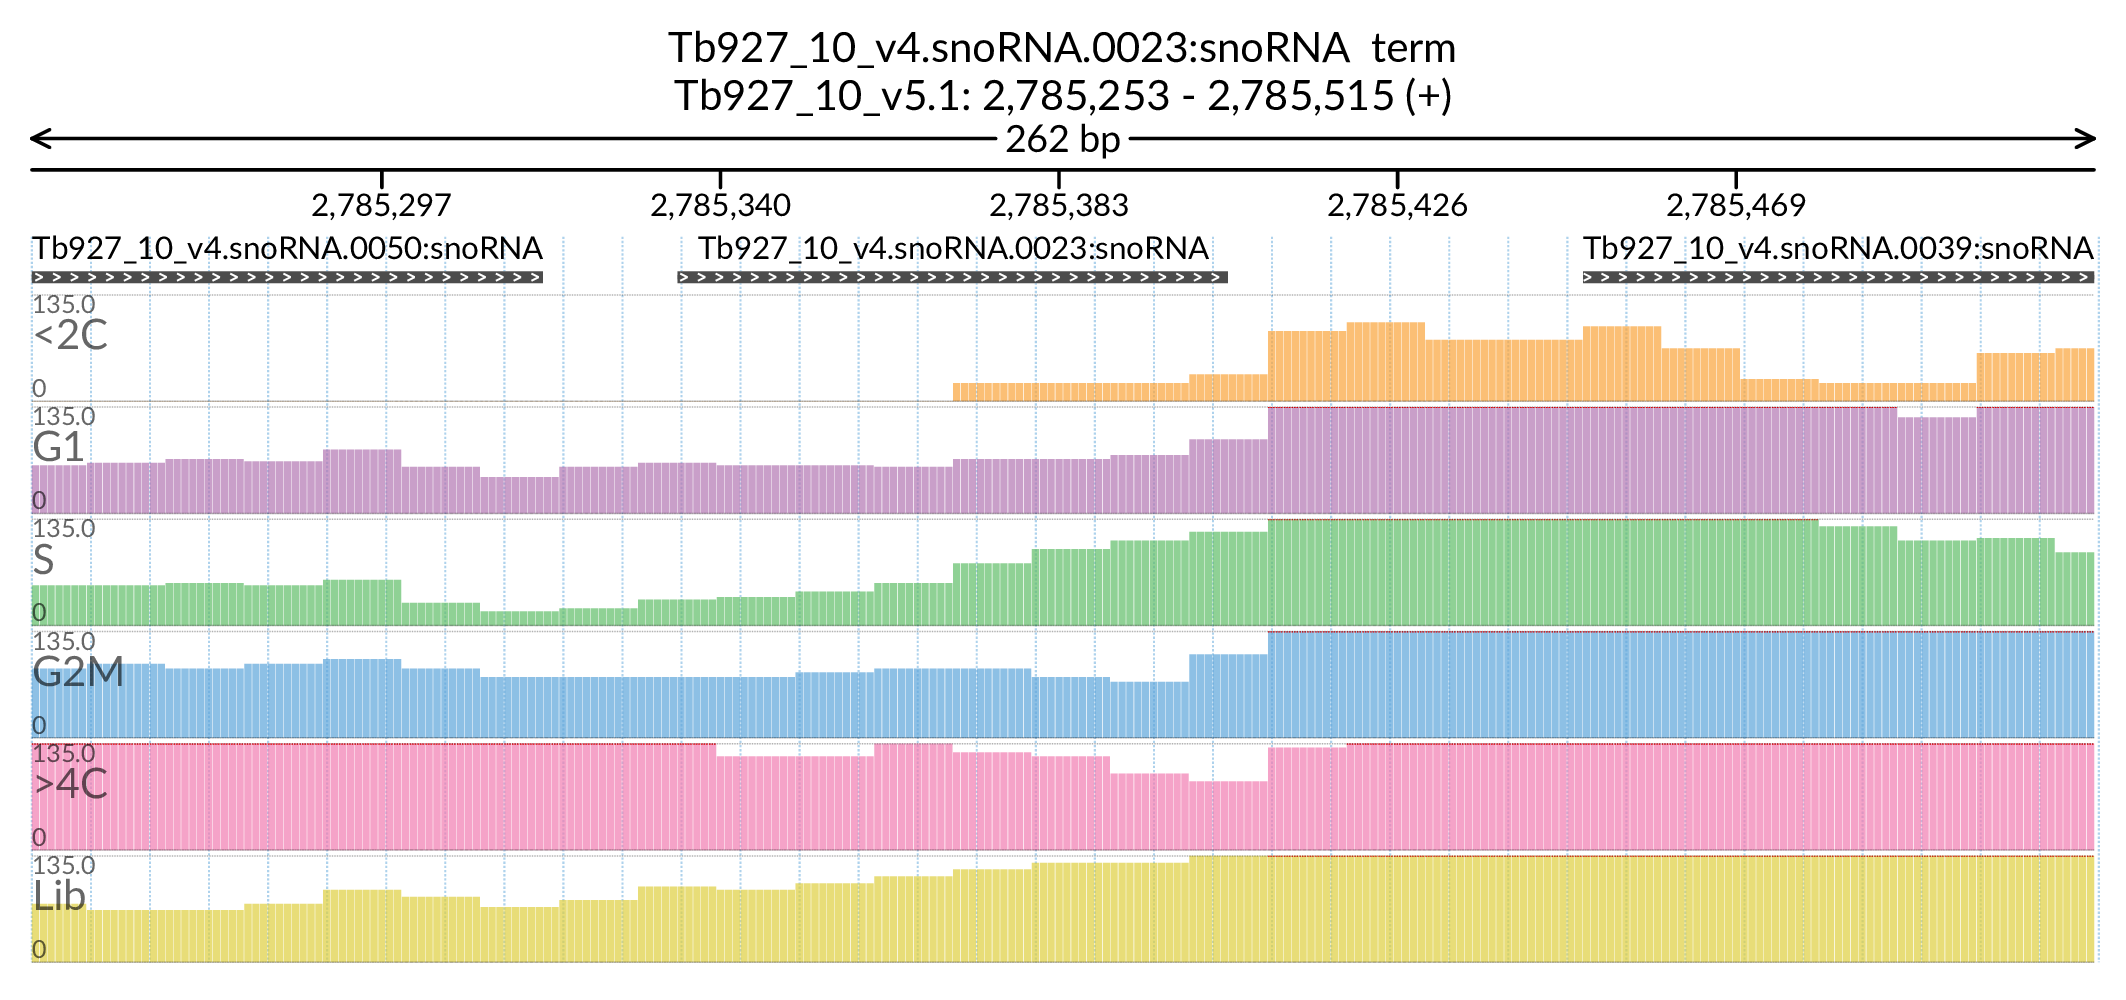 Tb927_10_v4.snoRNA.0023:snoRNA  term
Tb927_10_v5.1: 2,785,253 - 2,785,515 (+)
262 bp
2,785,297 2,785,340 2,785,383 2,785,426 2,785,469
Tb927_10_v4.snoRNA.0050:snoRNA Tb927_10_v4.snoRNA.0023:snoRNA Tb927_10_v4.snoRNA.0039:snoRNA
135.0
<2C
0
135.0
G1
0
135.0
S
0
135.0
G2M
0
135.0
>4C
0
135.0
Lib
0